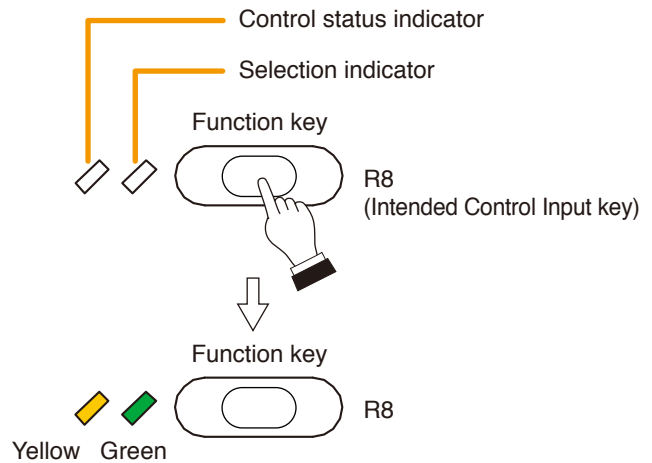 Control status indicator
Selection indicator
Function key
R8
(Intended Control Input key)
Function key
R8
Yellow Green